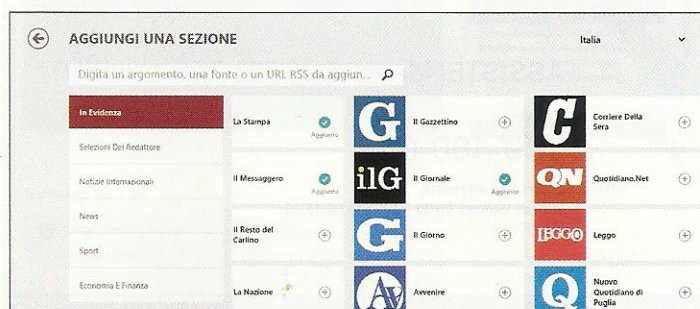 AGGIUNGI UNA SEZIONE
Italia
Digita un argomento, una fonte o un URL RSS da aggiun...
In Evidenza
Selezioni Del Redattore
Notizie Internazionali
News
Sport
Economia E Finanza
La Stampa
Aggiunto
G
Il Gazzettino
C
Corriere Della
Sera
Il Messaggero
Aggiunto
ilG
Il Giornale
Aggiunto
QN
Quotidiano.Net
Il Resto del
Carlino
G
Il Giorno
LEGGO
Leggo
La Nazione
Av
Avvenire
Q
Nuovo
Quotidiano di
Puglia